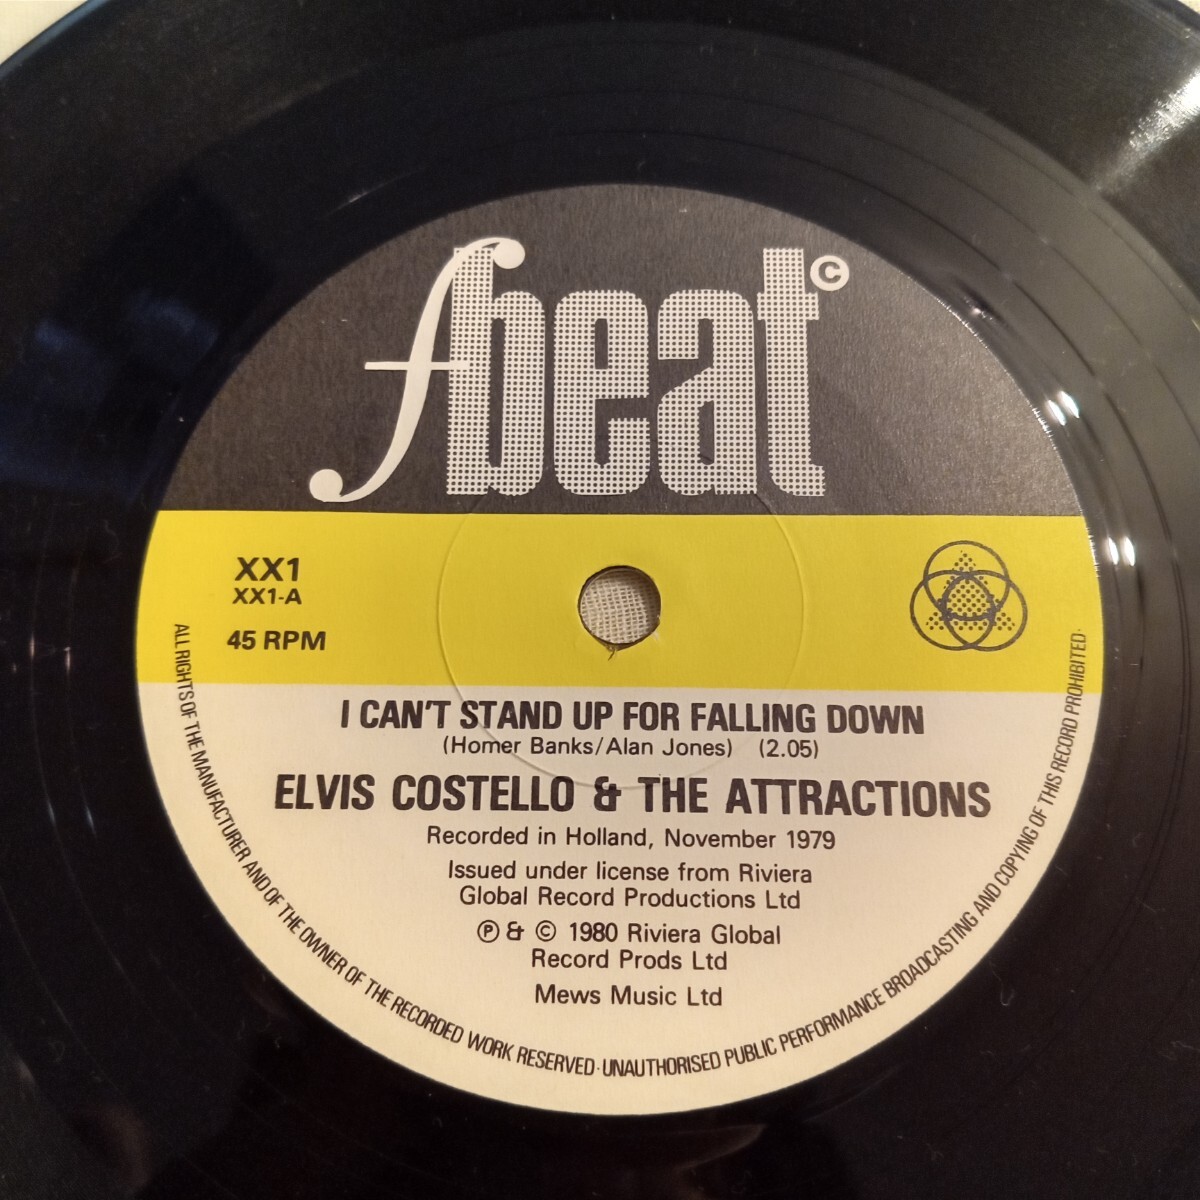 fbeat ©
XX1
XX1-A
45 RPM
I CAN'T STAND UP FOR FALLING DOWN
(Homer Banks/Alan Jones) (2.05)
ELVIS COSTELLO & THE ATTRACTIONS
Recorded in Holland, November 1979
Issued under license from Riviera
Global Record Productions Ltd
℗ & © 1980 Riviera Global
Record Prods Ltd
Mews Music Ltd
ALL RIGHTS OF THE MANUFACTURER AND OF THE OWNER OF THE RECORDED WORK RESERVED · UNAUTHORISED PUBLIC PERFORMANCE BROADCASTING AND COPYING OF THIS RECORD PROHIBITED ·